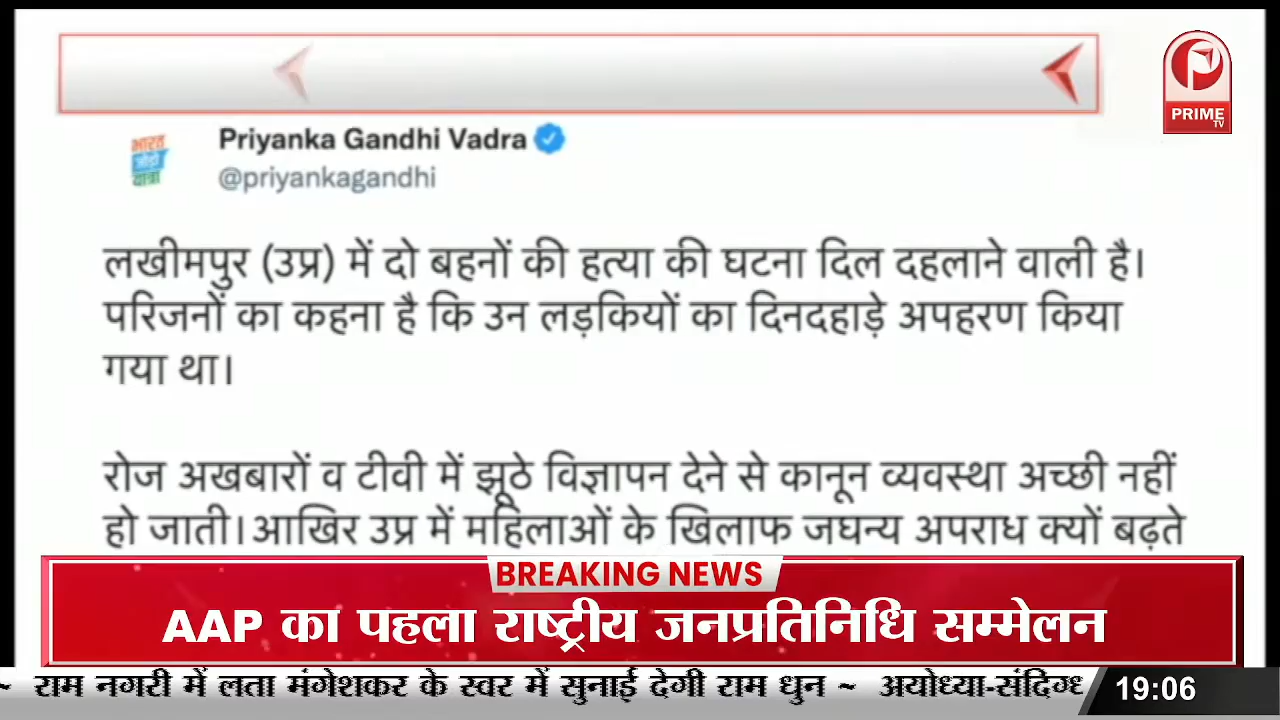 PRIME
TV
भारत
जोड़ो
यात्रा
Priyanka Gandhi Vadra
@priyankagandhi
लखीमपुर (उप्र) में दो बहनों की हत्या की घटना दिल दहलाने वाली है।
परिजनों का कहना है कि उन लड़कियों का दिनदहाड़े अपहरण किया
गया था।
रोज अखबारों व टीवी में झूठे विज्ञापन देने से कानून व्यवस्था अच्छी नहीं
हो जाती।आखिर उप्र में महिलाओं के खिलाफ जघन्य अपराध क्यों बढ़ते
BREAKING NEWS
AAP का पहला राष्ट्रीय जनप्रतिनिधि सम्मेलन
~ राम नगरी में लता मंगेशकर के स्वर में सुनाई देगी राम धुन ~ अयोध्या-संदिग्ध
19:06